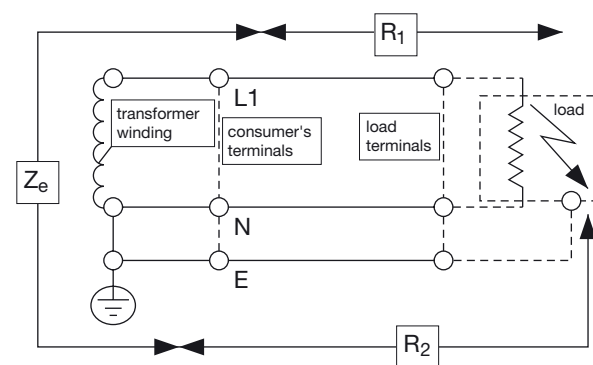 R1
L1
transformer
winding
consumer's
terminals
load
terminals
load
Ze
N
E
R2